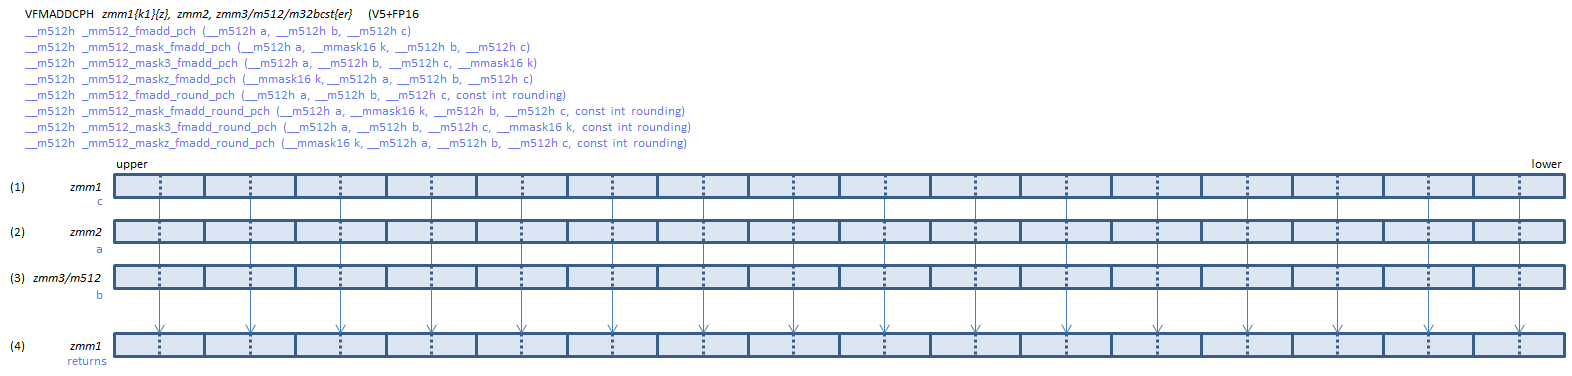 VFMADDCPH zmm1{k1}{z}, zmm2, zmm3/m512/m32bcst{er} (V5+FP16
__m512h _mm512_fmadd_pch (__m512h a, __m512h b, __m512h c)
__m512h _mm512_mask_fmadd_pch (__m512h a, __mmask16 k, __m512h b, __m512h c)
__m512h _mm512_mask3_fmadd_pch (__m512h a, __m512h b, __m512h c, __mmask16 k)
__m512h _mm512_maskz_fmadd_pch (__mmask16 k, __m512h a, __m512h b, __m512h c)
__m512h _mm512_fmadd_round_pch (__m512h a, __m512h b, __m512h c, const int rounding)
__m512h _mm512_mask_fmadd_round_pch (__m512h a, __mmask16 k, __m512h b, __m512h c, const int rounding)
__m512h _mm512_mask3_fmadd_round_pch (__m512h a, __m512h b, __m512h c, __mmask16 k, const int rounding)
__m512h _mm512_maskz_fmadd_round_pch (__mmask16 k, __m512h a, __m512h b, __m512h c, const int rounding)
upper lower
(1) zmm1
c
(2) zmm2
a
(3) zmm3/m512
b
(4) zmm1
returns